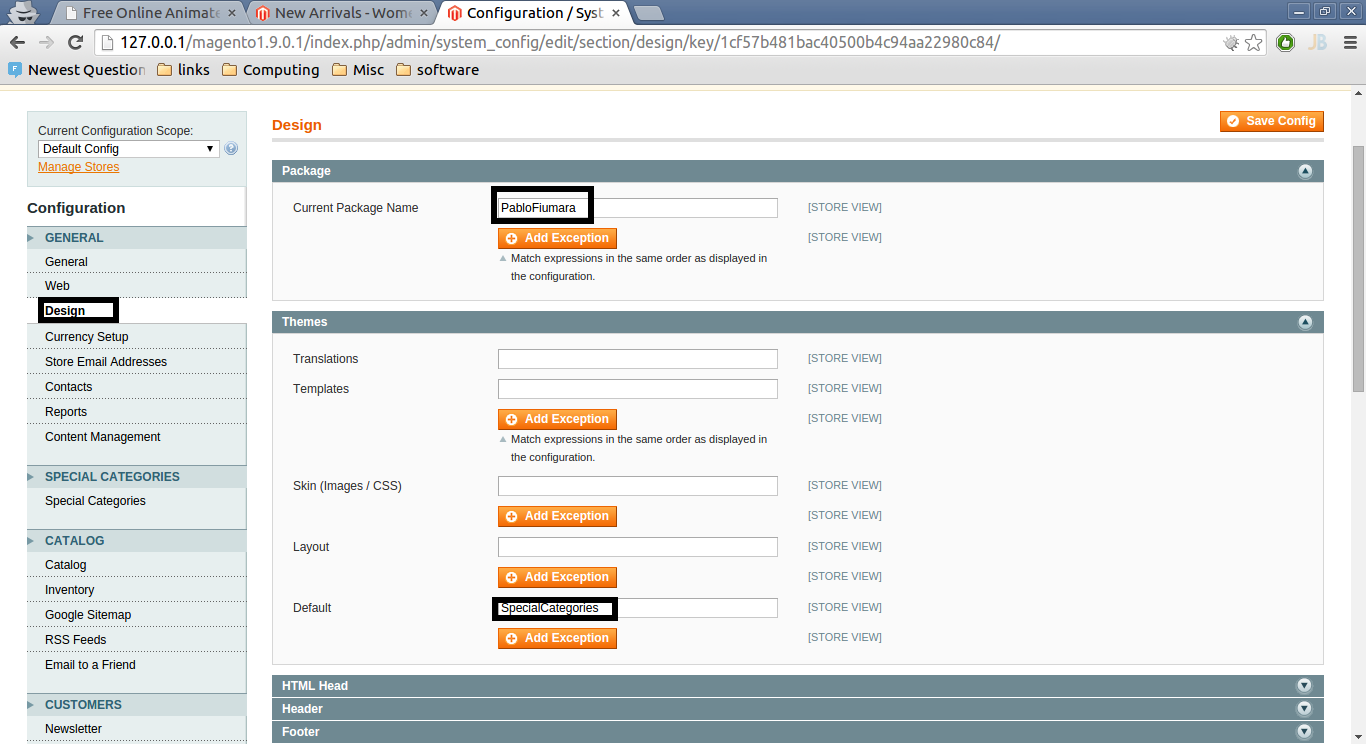 Free Online Animate
New Arrivals - Wome
Configuration / Syst
127.0.0.1/magento1.9.0.1/index.php/admin/system_config/edit/section/design/key/1cf57b481bac40500b4c94aa22980c84/
JB
Newest Question links Computing Misc software
Current Configuration Scope:
Default Config
Manage Stores
Configuration
GENERAL
General
Web
Design
Currency Setup
Store Email Addresses
Contacts
Reports
Content Management
SPECIAL CATEGORIES
Special Categories
CATALOG
Catalog
Inventory
Google Sitemap
RSS Feeds
Email to a Friend
CUSTOMERS
Newsletter
Design
Save Config
Package
Current Package Name PabloFiumara [STORE VIEW]
Add Exception [STORE VIEW]
Match expressions in the same order as displayed in
the configuration.
Themes
Translations [STORE VIEW]
Templates [STORE VIEW]
Add Exception [STORE VIEW]
Match expressions in the same order as displayed in
the configuration.
Skin (Images / CSS) [STORE VIEW]
Add Exception [STORE VIEW]
Layout [STORE VIEW]
Add Exception [STORE VIEW]
Default SpecialCategories [STORE VIEW]
Add Exception [STORE VIEW]
HTML Head
Header
Footer